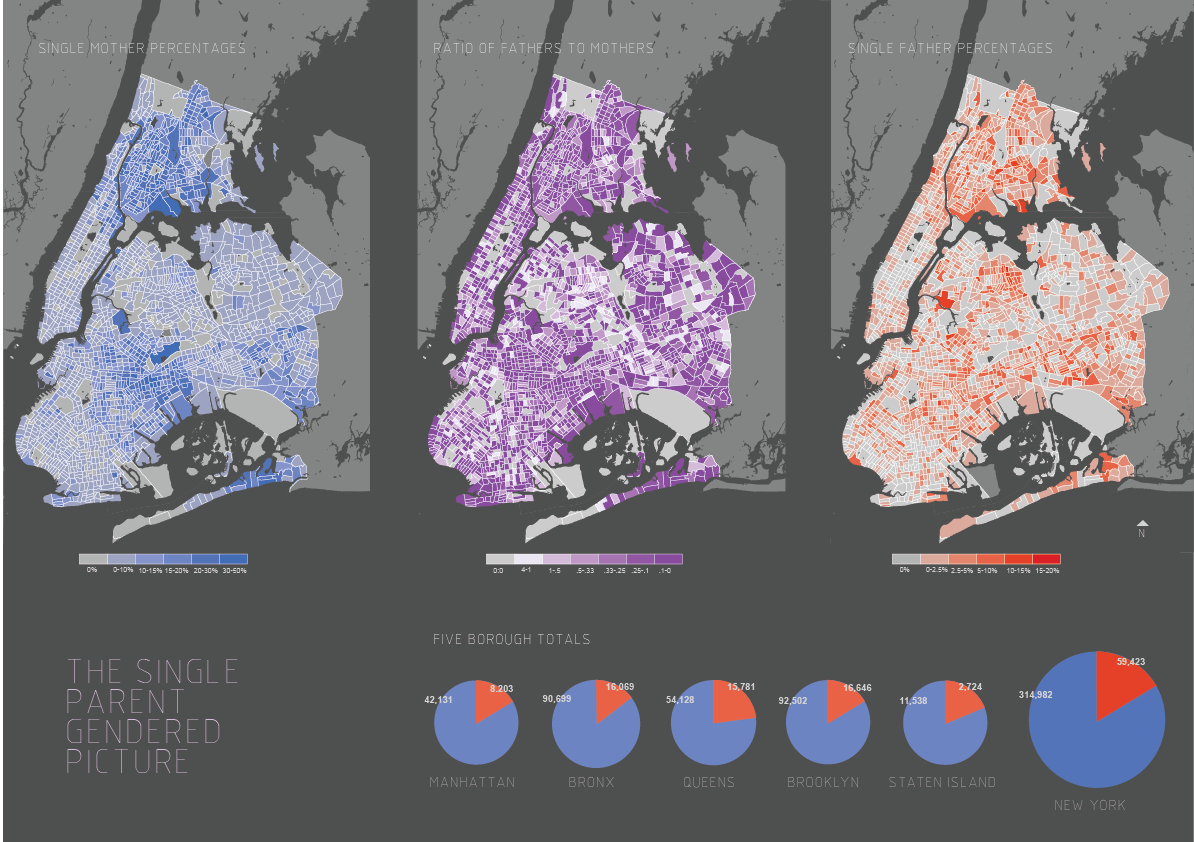 SINGLE MOTHER PERCENTAGES
RATIO OF FATHERS TO MOTHERS
SINGLE FATHER PERCENTAGES
N
0% 0-10% 10-15% 15-20% 20-30% 30-50%
0:0 4-1 1-.5 .5-.33 .33-.25 .25-.1 .1-0
0% 0-2.5% 2.5-5% 5-10% 10-15% 15-20%
THE SINGLE
PARENT
GENDERED
PICTURE
FIVE BOROUGH TOTALS
42,131 8.203
MANHATTAN
90,699 16,069
BRONX
54,128 15,781
QUEENS
92,502 16,646
BROOKLYN
11,538 2,724
STATEN ISLAND
314,982 59,423
NEW YORK